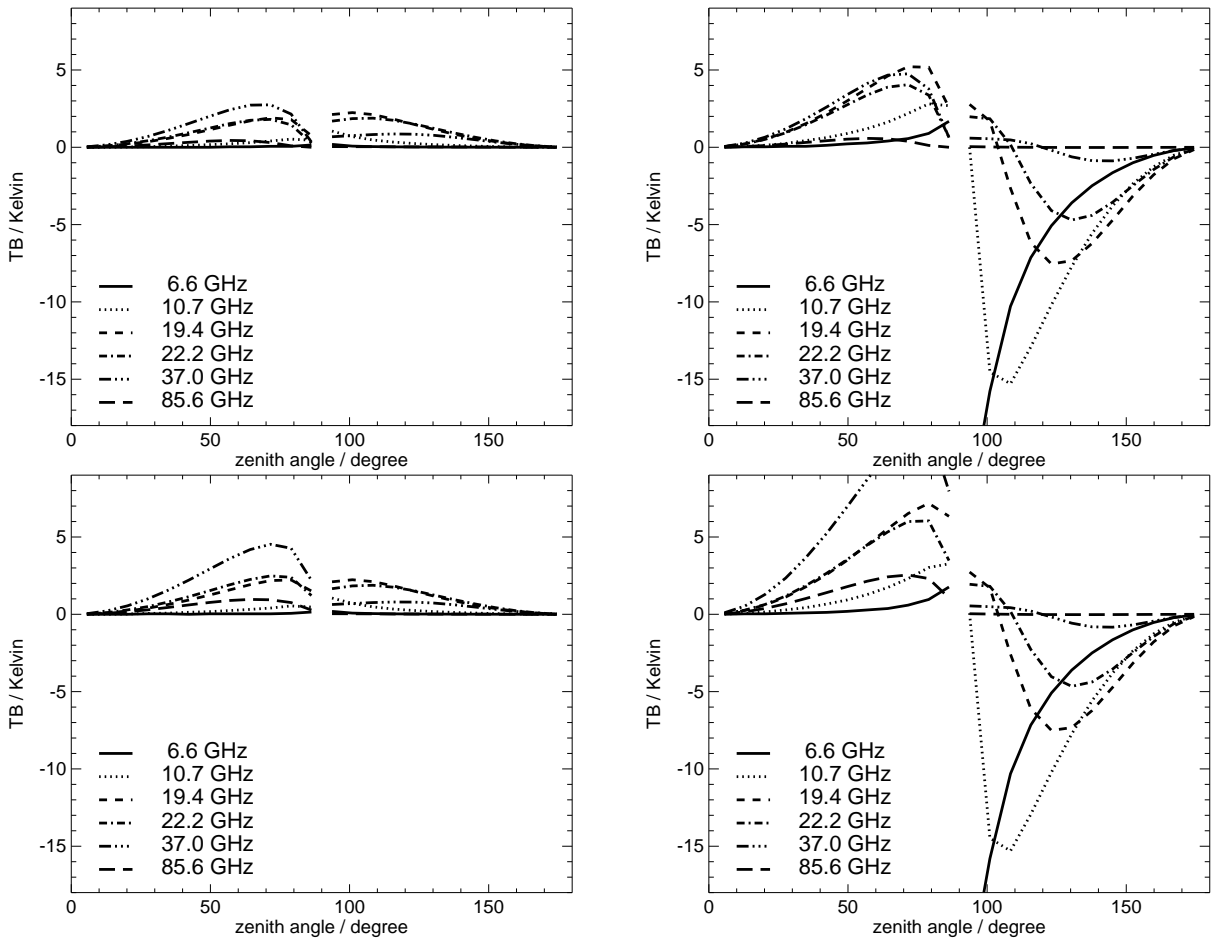 5
0
-5
-10
-15
TB / Kelvin
6.6 GHz
10.7 GHz
19.4 GHz
22.2 GHz
37.0 GHz
85.6 GHz
0 50 100 150
zenith angle / degree
5
0
-5
-10
-15
TB / Kelvin
6.6 GHz
10.7 GHz
19.4 GHz
22.2 GHz
37.0 GHz
85.6 GHz
0 50 100 150
zenith angle / degree
5
0
-5
-10
-15
TB / Kelvin
6.6 GHz
10.7 GHz
19.4 GHz
22.2 GHz
37.0 GHz
85.6 GHz
0 50 100 150
zenith angle / degree
5
0
-5
-10
-15
TB / Kelvin
6.6 GHz
10.7 GHz
19.4 GHz
22.2 GHz
37.0 GHz
85.6 GHz
0 50 100 150
zenith angle / degree